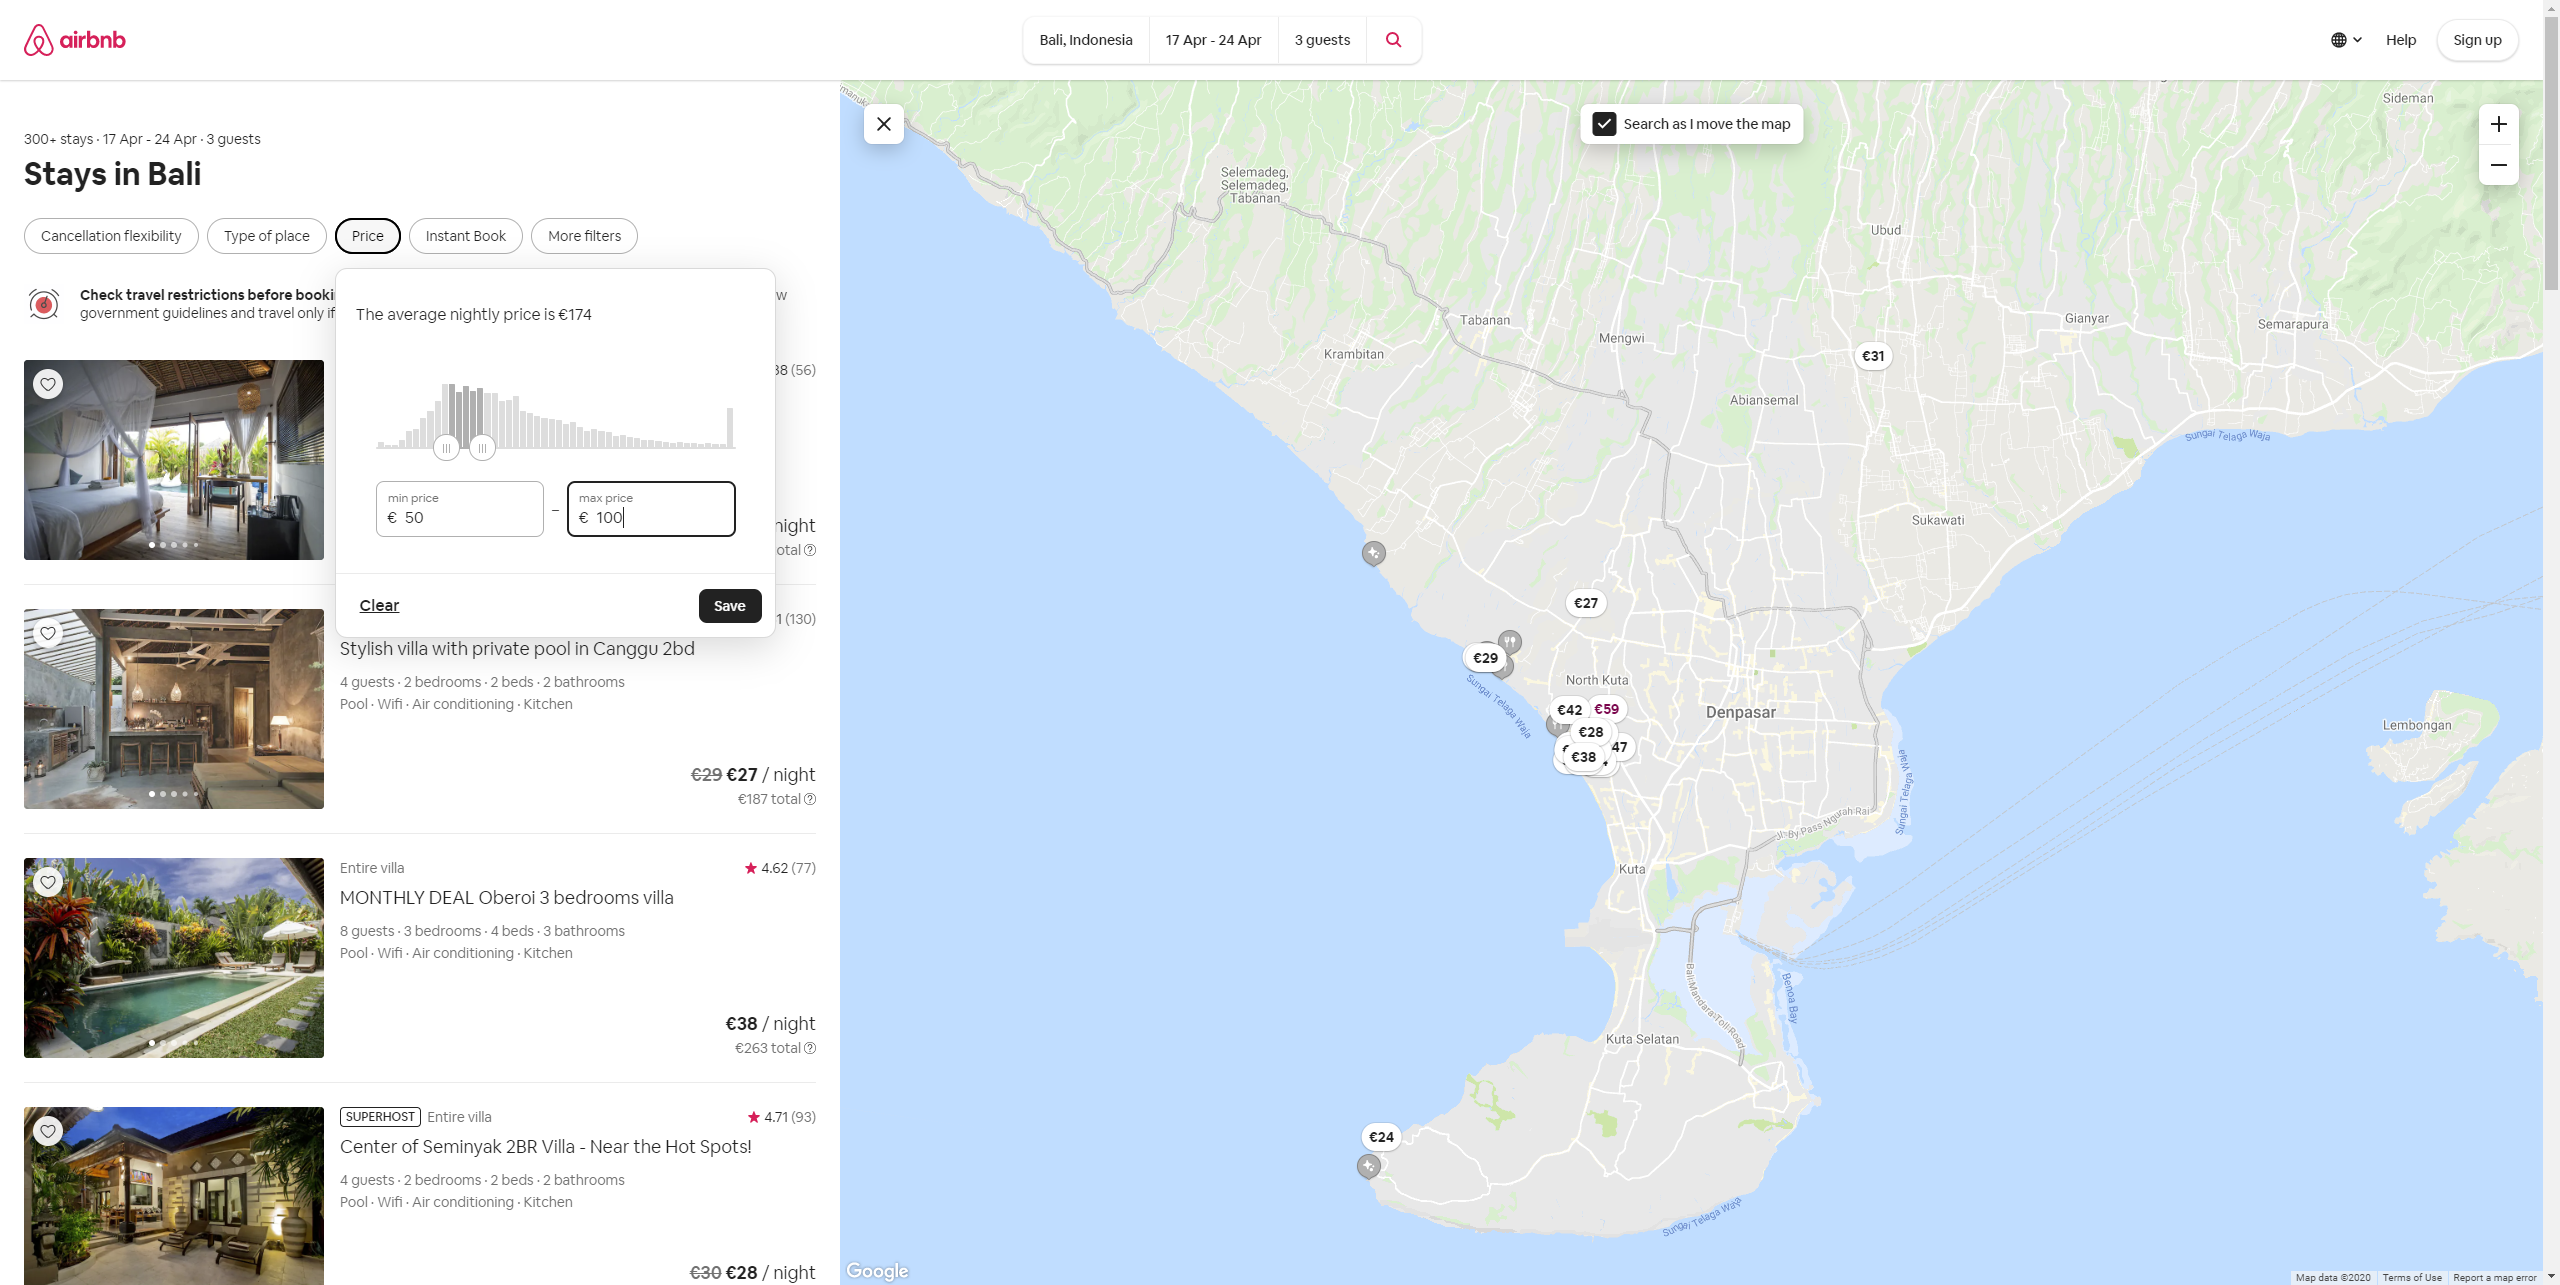 airbnb
Bali, Indonesia
17 Apr - 24 Apr
3 guests
Help
Sign up
300+ stays · 17 Apr - 24 Apr · 3 guests
Stays in Bali
Cancellation flexibility
Type of place
Price
Instant Book
More filters
Check travel restrictions before
government guidelines and travel only if
The average nightly price is €174
min price
€ 50
–
max price
€ 100
Clear
Save
(56)
(130)
Stylish villa with private pool in Canggu 2bd
4 guests · 2 bedrooms · 2 beds · 2 bathrooms
Pool · Wifi · Air conditioning · Kitchen
€29 €27 / night
€187 total
Entire villa
4.62 (77)
MONTHLY DEAL Oberoi 3 bedrooms villa
8 guests · 3 bedrooms · 4 beds · 3 bathrooms
Pool · Wifi · Air conditioning · Kitchen
€38 / night
€263 total
SUPERHOST Entire villa
4.71 (93)
Center of Seminyak 2BR Villa - Near the Hot Spots!
4 guests · 2 bedrooms · 2 beds · 2 bathrooms
Pool · Wifi · Air conditioning · Kitchen
€30 €28 / night
Search as I move the map
Sideman
Selemadeg,
Selemadeg,
Tabanan
Ubud
Tabanan
Gianyar
Semarapura
Mengwi
Krambitan
€31
Abiansemal
Sungai Telaga Waja
Sukawati
€27
€29
North Kuta
Sungai Telaga Waja
€42
€59
Denpasar
€28
47
€38
Lembongan
Sungai Telaga Waja
Jl. By Pass Ngurah Rai
Kuta
Bali Mandara Toll Road
Benoa Bay
Kuta Selatan
€24
Sungai Telaga Waja
Google
Map data ©2020
Terms of Use
Report a map error